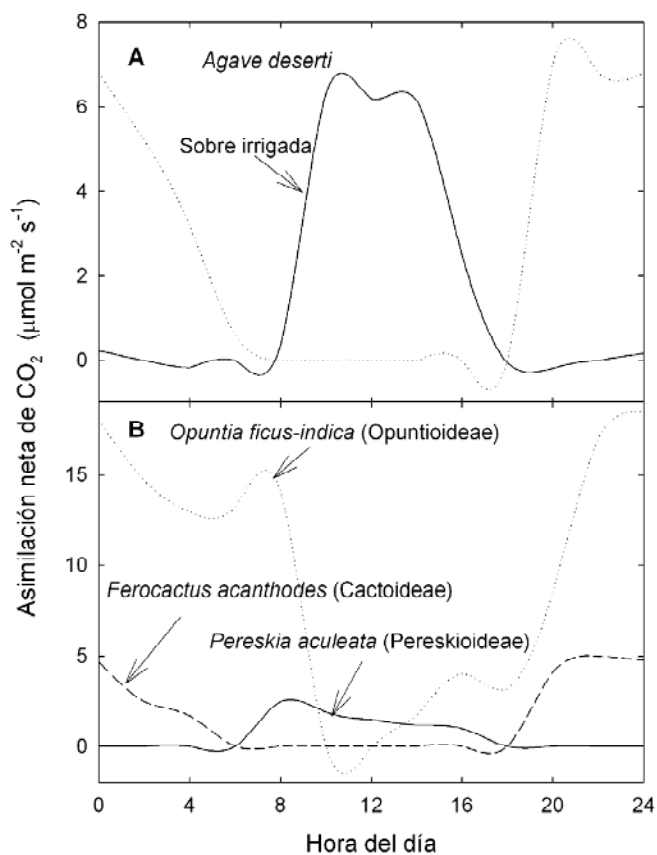 Asimilación neta de CO₂ (μmol m⁻² s⁻¹)
8
A
Agave deserti
6
Sobre irrigada
4
2
0
B
Opuntia ficus-indica (Opuntioideae)
15
Ferocactus acanthodes (Cactoideae)
10
Pereskia aculeata (Pereskioideae)
5
0
0 4 8 12 16 20 24
Hora del día